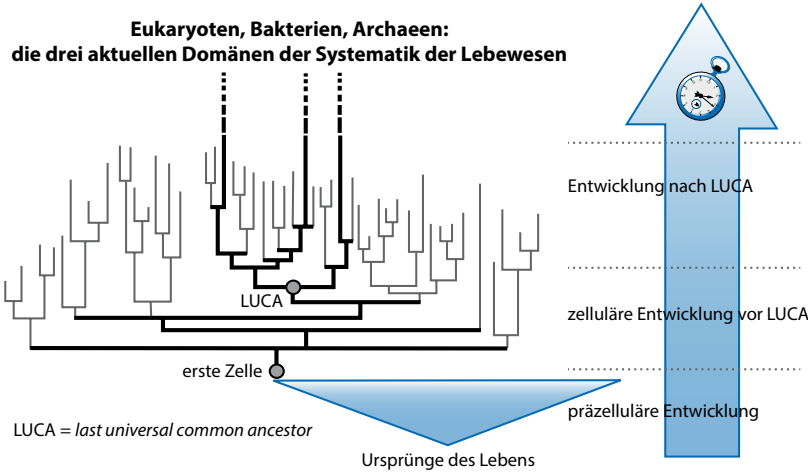 Eukaryoten, Bakterien, Archaeen:
die drei aktuellen Domänen der Systematik der Lebewesen
Entwicklung nach LUCA
LUCA
zelluläre Entwicklung vor LUCA
erste Zelle
präzelluläre Entwicklung
LUCA = last universal common ancestor
Ursprünge des Lebens